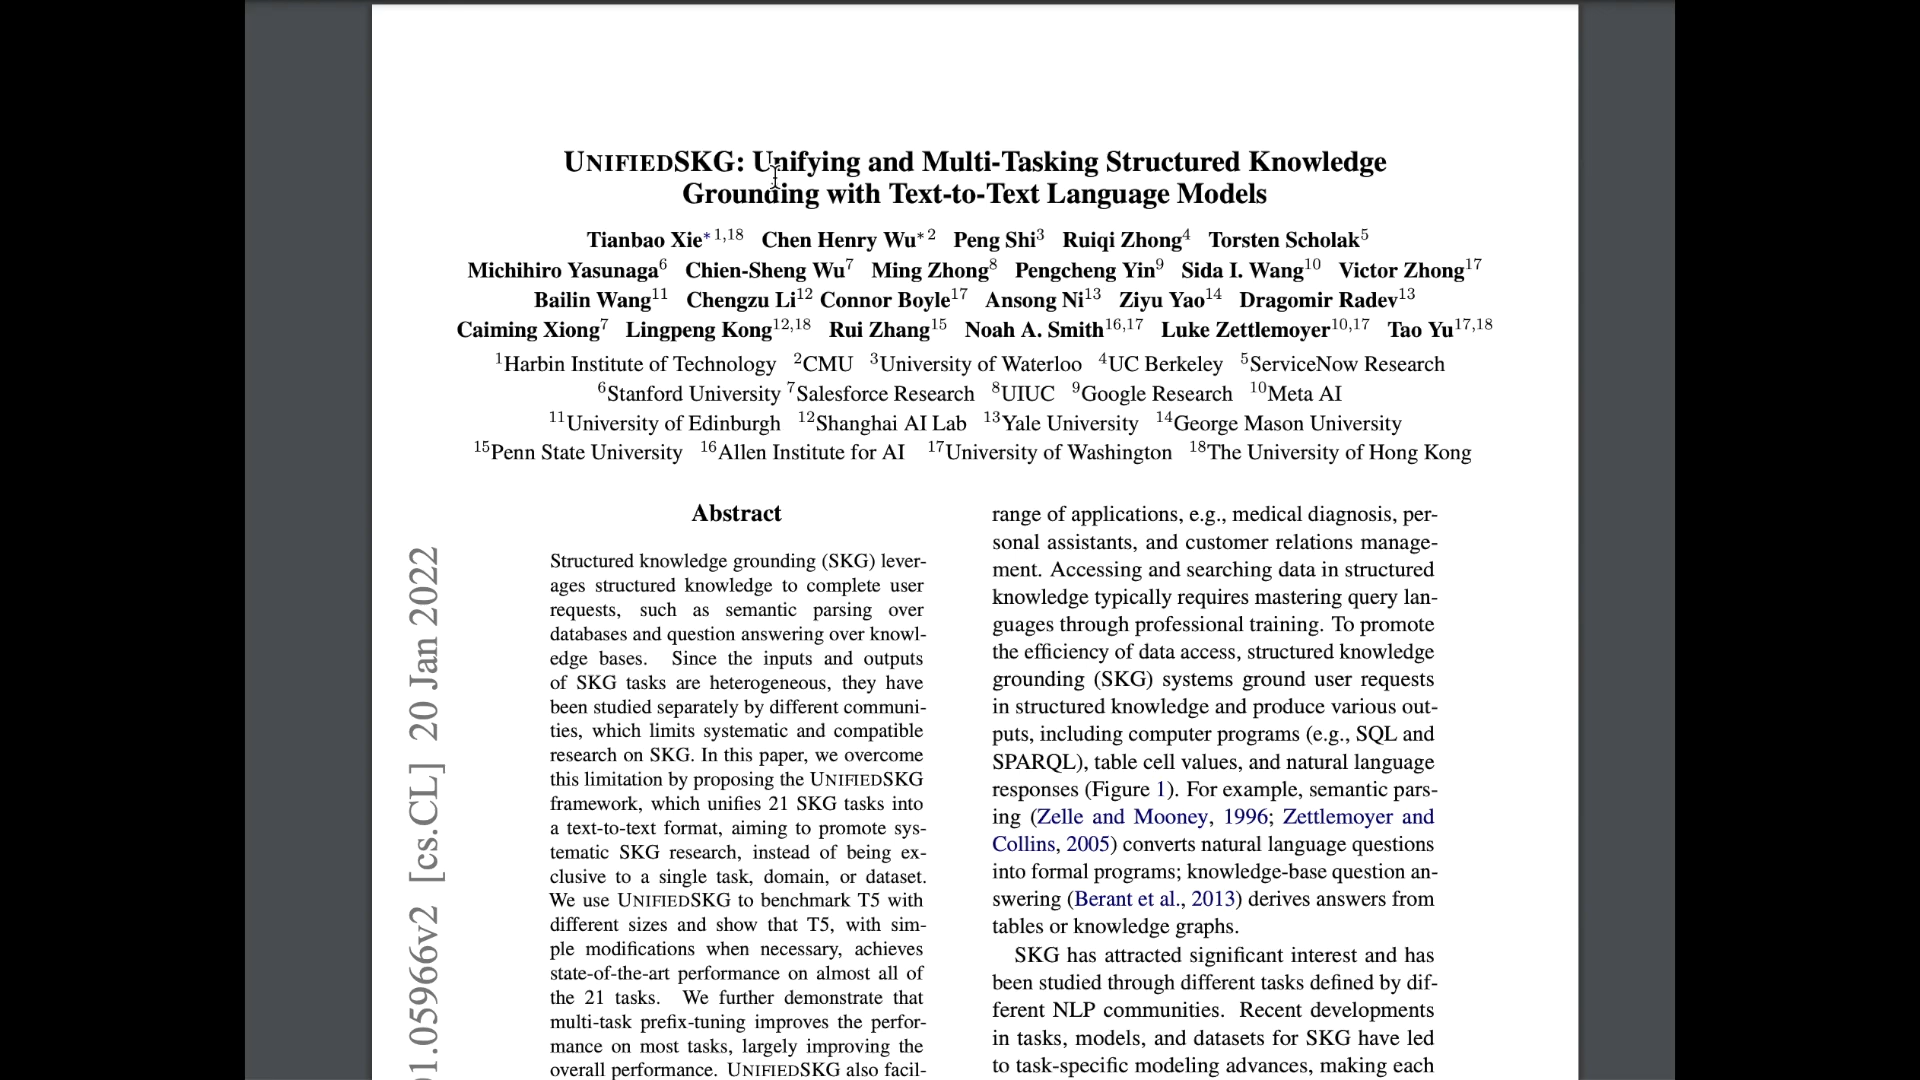 UNIFIEDSKG: Unifying and Multi-Tasking Structured Knowledge
Grounding with Text-to-Text Language Models
Tianbao Xie*1,18 Chen Henry Wu*2 Peng Shi3 Ruiqi Zhong4 Torsten Scholak5
Michihiro Yasunaga6 Chien-Sheng Wu7 Ming Zhong8 Pengcheng Yin9 Sida I. Wang10 Victor Zhong17
Bailin Wang11 Chengzu Li12 Connor Boyle17 Ansong Ni13 Ziyu Yao14 Dragomir Radev13
Caiming Xiong7 Lingpeng Kong12,18 Rui Zhang15 Noah A. Smith16,17 Luke Zettlemoyer10,17 Tao Yu17,18
1Harbin Institute of Technology 2CMU 3University of Waterloo 4UC Berkeley 5ServiceNow Research
6Stanford University 7Salesforce Research 8UIUC 9Google Research 10Meta AI
11University of Edinburgh 12Shanghai AI Lab 13Yale University 14George Mason University
15Penn State University 16Allen Institute for AI 17University of Washington 18The University of Hong Kong
Abstract
Structured knowledge grounding (SKG) lever-
ages structured knowledge to complete user
requests, such as semantic parsing over
databases and question answering over knowl-
edge bases. Since the inputs and outputs
of SKG tasks are heterogeneous, they have
been studied separately by different communi-
ties, which limits systematic and compatible
research on SKG. In this paper, we overcome
this limitation by proposing the UNIFIEDSKG
framework, which unifies 21 SKG tasks into
a text-to-text format, aiming to promote sys-
tematic SKG research, instead of being ex-
clusive to a single task, domain, or dataset.
We use UNIFIEDSKG to benchmark T5 with
different sizes and show that T5, with sim-
ple modifications when necessary, achieves
state-of-the-art performance on almost all of
the 21 tasks. We further demonstrate that
multi-task prefix-tuning improves the perfor-
mance on most tasks, largely improving the
overall performance. UNIFIEDSKG also facil-
range of applications, e.g., medical diagnosis, per-
sonal assistants, and customer relations manage-
ment. Accessing and searching data in structured
knowledge typically requires mastering query lan-
guages through professional training. To promote
the efficiency of data access, structured knowledge
grounding (SKG) systems ground user requests
in structured knowledge and produce various out-
puts, including computer programs (e.g., SQL and
SPARQL), table cell values, and natural language
responses (Figure 1). For example, semantic pars-
ing (Zelle and Mooney, 1996; Zettlemoyer and
Collins, 2005) converts natural language questions
into formal programs; knowledge-base question an-
swering (Berant et al., 2013) derives answers from
tables or knowledge graphs.
SKG has attracted significant interest and has
been studied through different tasks defined by dif-
ferent NLP communities. Recent developments
in tasks, models, and datasets for SKG have led
to task-specific modeling advances, making each
01.05966v2 [cs.CL] 20 Jan 2022